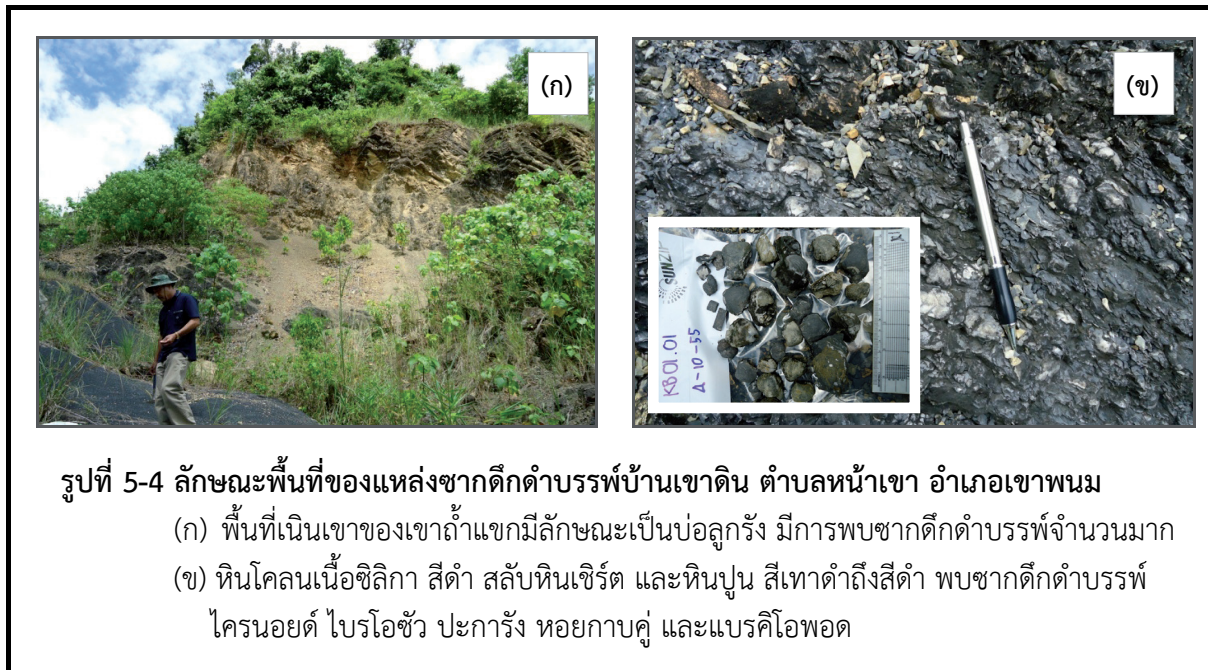 (ก)
(ข)
KB01.01
A-10-55
รูปที่ 5-4 ลักษณะพื้นที่ของแหล่งซากดึกดำบรรพ์บ้านเขาดิน ตำบลหน้าเขา อำเภอเขาพนม
(ก) พื้นที่เนินเขาของเขาถ้ำแขกมีลักษณะเป็นบ่อลูกรัง มีการพบซากดึกดำบรรพ์จำนวนมาก
(ข) หินโคลนเนื้อซิลิกา สีดำ สลับหินเชิร์ต และหินปูน สีเทาดำถึงสีดำ พบซากดึกดำบรรพ์
ไครนอยด์ ไบรโอซัว ปะการัง หอยกาบคู่ และแบรคิโอพอด